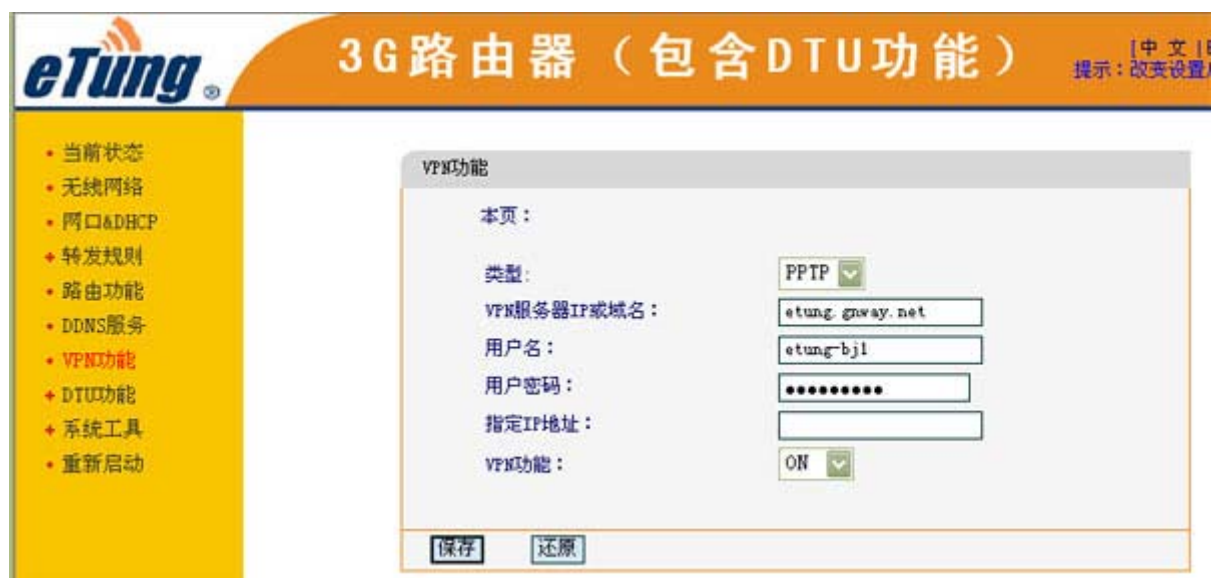 eTung ®
3G路由器（包含DTU功能）
[中 文 |
提示：改变设置
当前状态
无线网络
网口&DHCP
转发规则
路由功能
DDNS服务
VPN功能
DTU功能
系统工具
重新启动
VPN功能
本页：
类型:
PPTP
VPN服务器IP或域名：
etung.gnway.net
用户名：
etung-bj1
用户密码：
●●●●●●●●●
指定IP地址：
VPN功能：
ON
保存
还原